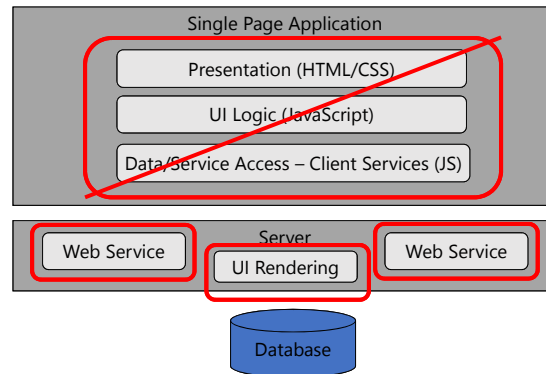 Single Page Application
Presentation (HTML/CSS)
UI Logic (JavaScript)
Data/Service Access – Client Services (JS)
Server
Web Service
UI Rendering
Web Service
Database